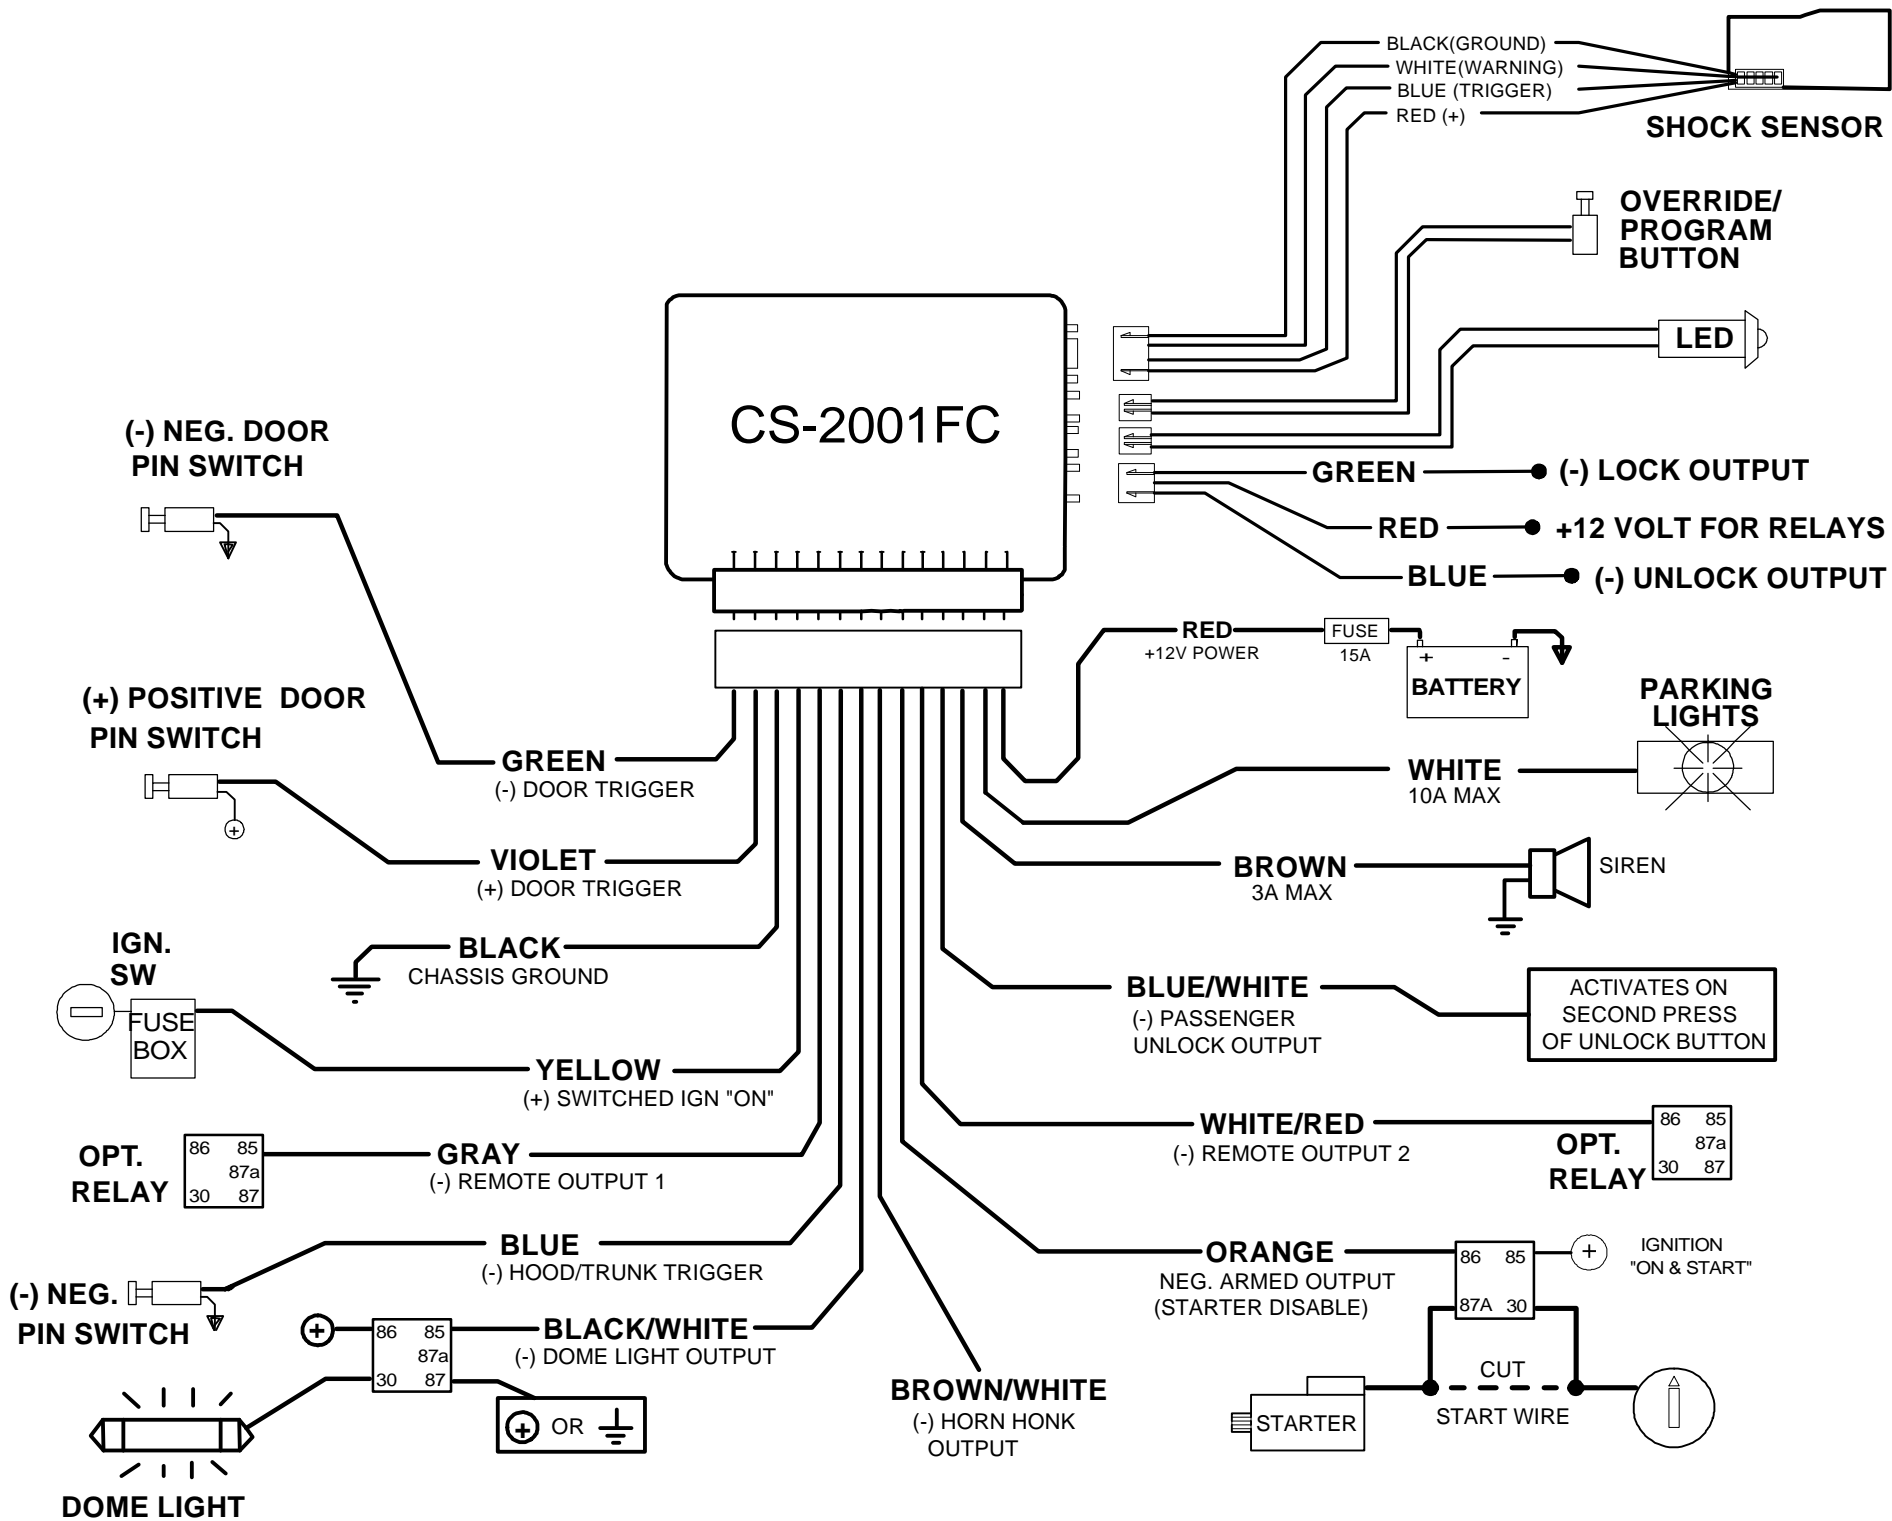 BLACK(GROUND)
WHITE(WARNING)
BLUE (TRIGGER)
RED (+)
SHOCK SENSOR
OVERRIDE/
PROGRAM
BUTTON
LED
CS-2001FC
GREEN (-) LOCK OUTPUT
RED +12 VOLT FOR RELAYS
BLUE (-) UNLOCK OUTPUT
(-) NEG. DOOR
PIN SWITCH
GREEN
(-) DOOR TRIGGER
(+) POSITIVE DOOR
PIN SWITCH
+
VIOLET
(+) DOOR TRIGGER
BLACK
CHASSIS GROUND
IGN.
SW
FUSE
BOX
YELLOW
(+) SWITCHED IGN "ON"
OPT.
RELAY
86 85
87a
30 87
GRAY
(-) REMOTE OUTPUT 1
BLUE
(-) HOOD/TRUNK TRIGGER
(-) NEG.
PIN SWITCH
+
86 85
87a
30 87
BLACK/WHITE
(-) DOME LIGHT OUTPUT
+ OR
DOME LIGHT
BROWN/WHITE
(-) HORN HONK
OUTPUT
RED
+12V POWER
FUSE
15A
+ -
BATTERY
PARKING
LIGHTS
WHITE
10A MAX
BROWN
3A MAX
SIREN
BLUE/WHITE
(-) PASSENGER
UNLOCK OUTPUT
ACTIVATES ON
SECOND PRESS
OF UNLOCK BUTTON
WHITE/RED
(-) REMOTE OUTPUT 2
OPT.
RELAY
86 85
87a
30 87
ORANGE
NEG. ARMED OUTPUT
(STARTER DISABLE)
86 85
87A 30
+
IGNITION
"ON & START"
CUT
START WIRE
STARTER